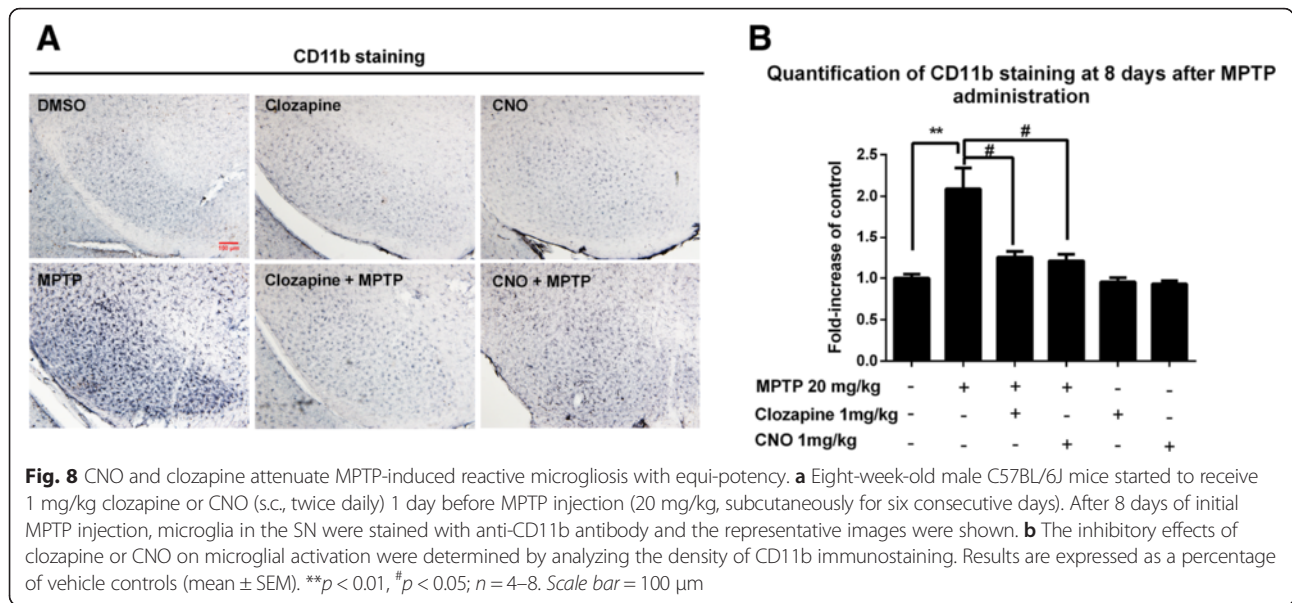 A
CD11b staining
DMSO
Clozapine
CNO
100 µm
MPTP
Clozapine + MPTP
CNO + MPTP
B
Quantification of CD11b staining at 8 days after MPTP
administration
Fold-increase of control
2.5
2.0
1.5
1.0
0.5
0.0
**
#
#
MPTP 20 mg/kg - + + + - -
Clozapine 1mg/kg - - + - + -
CNO 1mg/kg - - - + - +
Fig. 8 CNO and clozapine attenuate MPTP-induced reactive microgliosis with equi-potency. a Eight-week-old male C57BL/6J mice started to receive
1 mg/kg clozapine or CNO (s.c., twice daily) 1 day before MPTP injection (20 mg/kg, subcutaneously for six consecutive days). After 8 days of initial
MPTP injection, microglia in the SN were stained with anti-CD11b antibody and the representative images were shown. b The inhibitory effects of
clozapine or CNO on microglial activation were determined by analyzing the density of CD11b immunostaining. Results are expressed as a percentage
of vehicle controls (mean ± SEM). **p < 0.01, #p < 0.05; n = 4–8. Scale bar = 100 μm